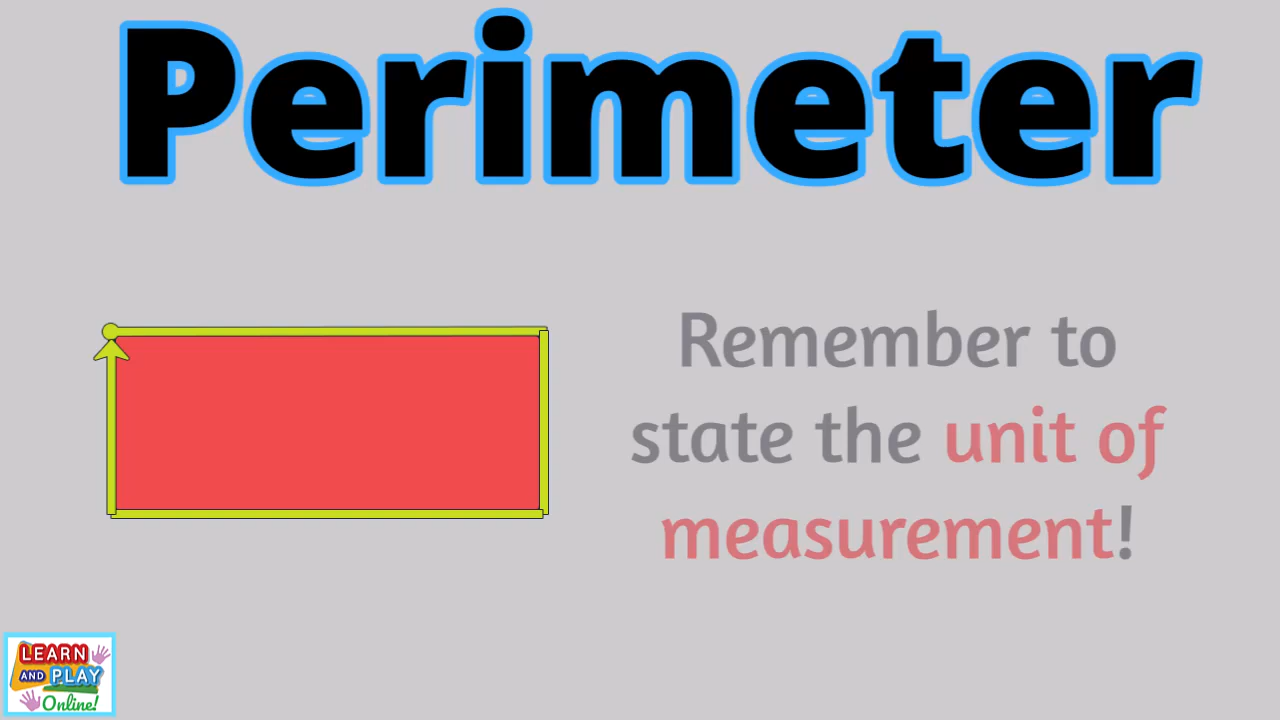 Perimeter
Remember to
state the unit of
measurement!
LEARN
AND PLAY
Online!